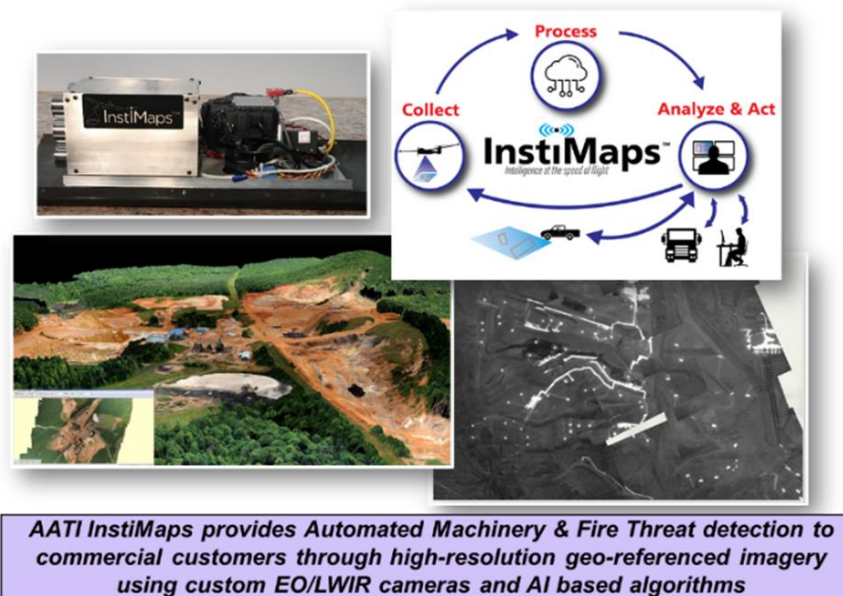 InstiMaps™
Process
Collect
Analyze & Act
InstiMaps™
Intelligence at the speed of flight
AATI InstiMaps provides Automated Machinery & Fire Threat detection to
commercial customers through high-resolution geo-referenced imagery
using custom EO/LWIR cameras and AI based algorithms